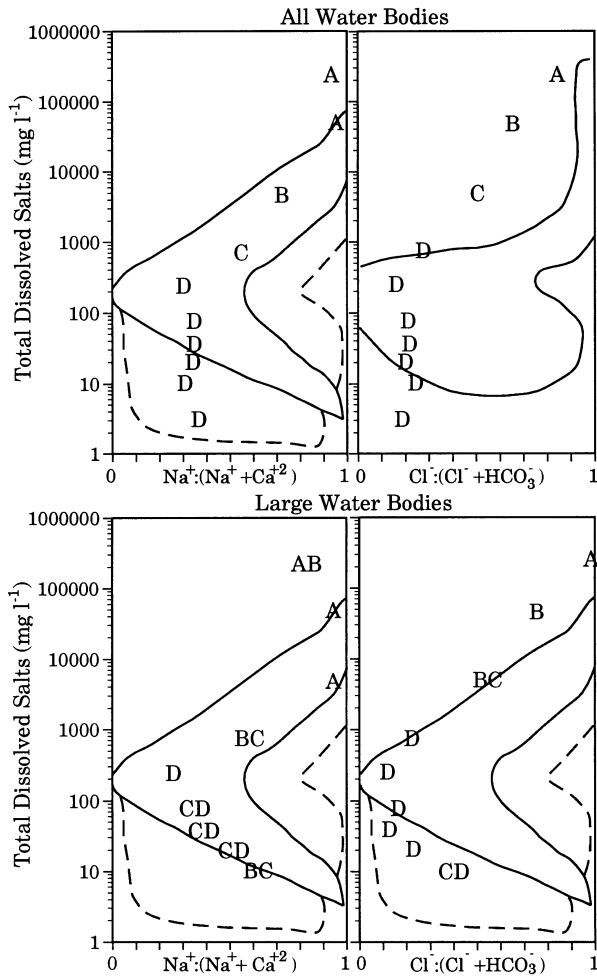 All Water Bodies
Total Dissolved Salts (mg l⁻¹)
1000000
100000
10000
1000
100
10
1
A
A
B
C
D
D
D
D
D
D
0
Na⁺:(Na⁺+Ca⁺²)
1
A
B
C
D
D
D
D
D
D
D
0
Cl⁻:(Cl⁻+HCO₃⁻)
1
Large Water Bodies
Total Dissolved Salts (mg l⁻¹)
1000000
100000
10000
1000
100
10
1
AB
A
A
BC
D
CD
CD
CD
BC
0
Na⁺:(Na⁺+ Ca⁺²)
1
A
B
BC
D
D
D
D
D
CD
0
Cl⁻:(Cl⁻+HCO₃⁻)
1